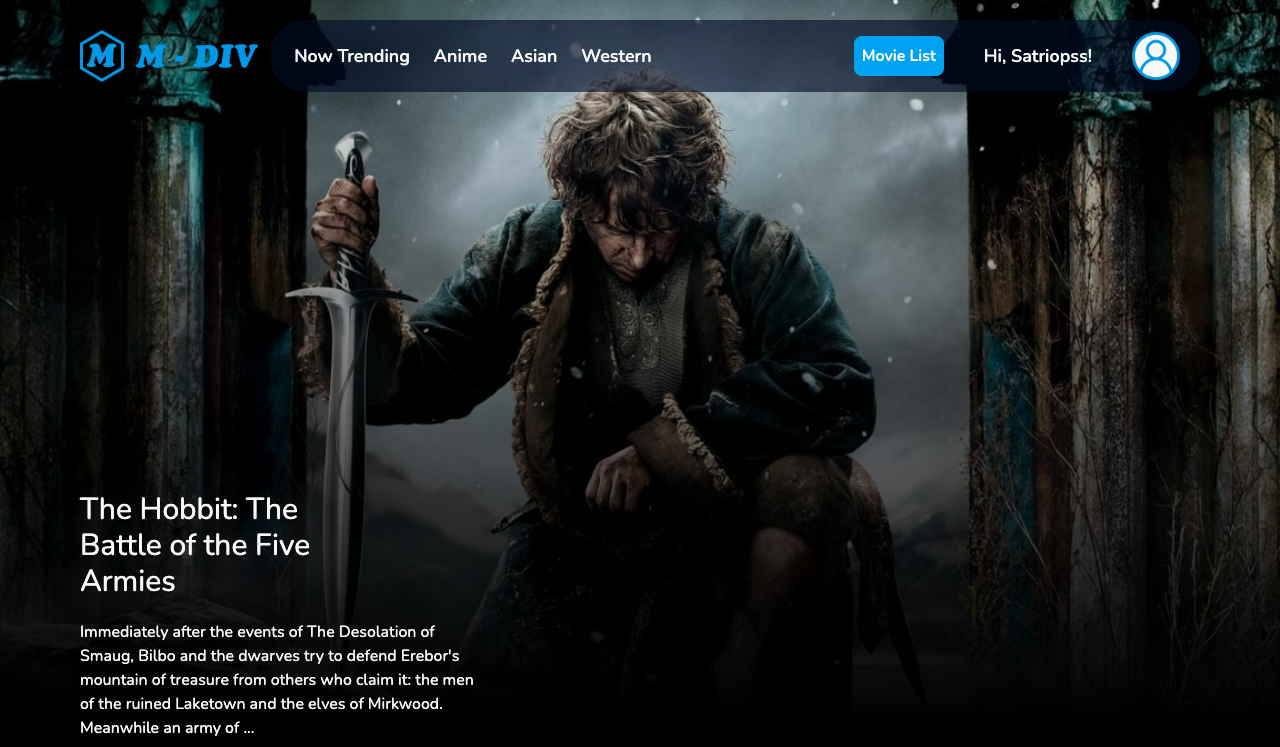 M M - DIV
Now Trending
Anime
Asian
Western
Movie List
Hi, Satriopss!
The Hobbit: The
Battle of the Five
Armies
Immediately after the events of The Desolation of
Smaug, Bilbo and the dwarves try to defend Erebor's
mountain of treasure from others who claim it: the men
of the ruined Laketown and the elves of Mirkwood.
Meanwhile an army of ...